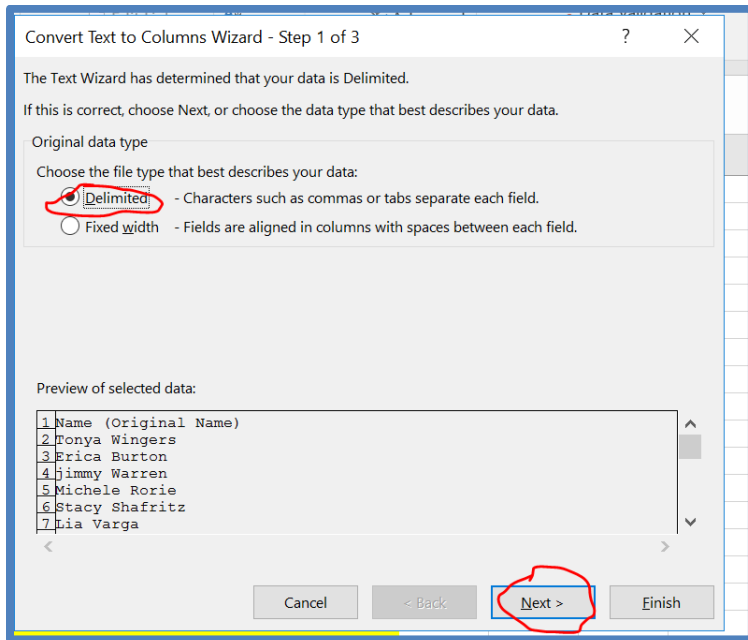 Convert Text to Columns Wizard - Step 1 of 3 ?
The Text Wizard has determined that your data is Delimited.
If this is correct, choose Next, or choose the data type that best describes your data.
Original data type
Choose the file type that best describes your data:
Delimited - Characters such as commas or tabs separate each field.
Fixed width - Fields are aligned in columns with spaces between each field.
Preview of selected data:
1 Name (Original Name)
2 Tonya Wingers
3 Erica Burton
4 jimmy Warren
5 Michele Rorie
6 Stacy Shafritz
7 Lia Varga
Cancel < Back Next > Finish